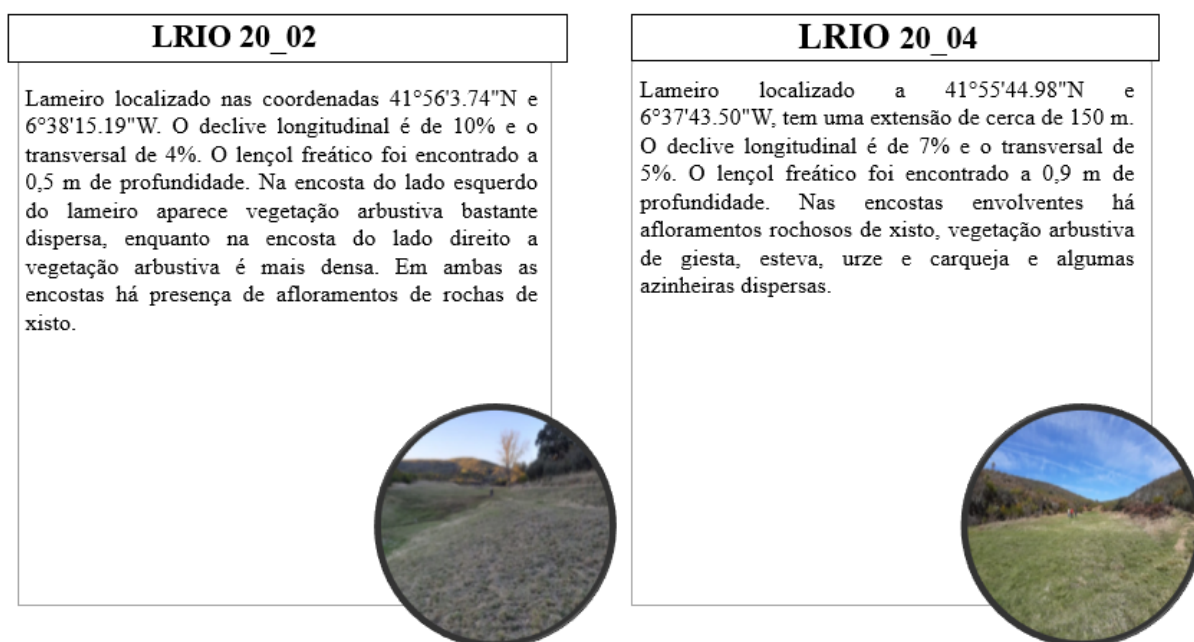 LRIO 20_02
Lameiro localizado nas coordenadas 41°56'3.74"N e
6°38'15.19"W. O declive longitudinal é de 10% e o
transversal de 4%. O lençol freático foi encontrado a
0,5 m de profundidade. Na encosta do lado esquerdo
do lameiro aparece vegetação arbustiva bastante
dispersa, enquanto na encosta do lado direito a
vegetação arbustiva é mais densa. Em ambas as
encostas há presença de afloramentos de rochas de
xisto.
LRIO 20_04
Lameiro localizado a 41°55'44.98"N e
6°37'43.50"W, tem uma extensão de cerca de 150 m.
O declive longitudinal é de 7% e o transversal de
5%. O lençol freático foi encontrado a 0,9 m de
profundidade. Nas encostas envolventes há
afloramentos rochosos de xisto, vegetação arbustiva
de giesta, esteva, urze e carqueja e algumas
azinheiras dispersas.